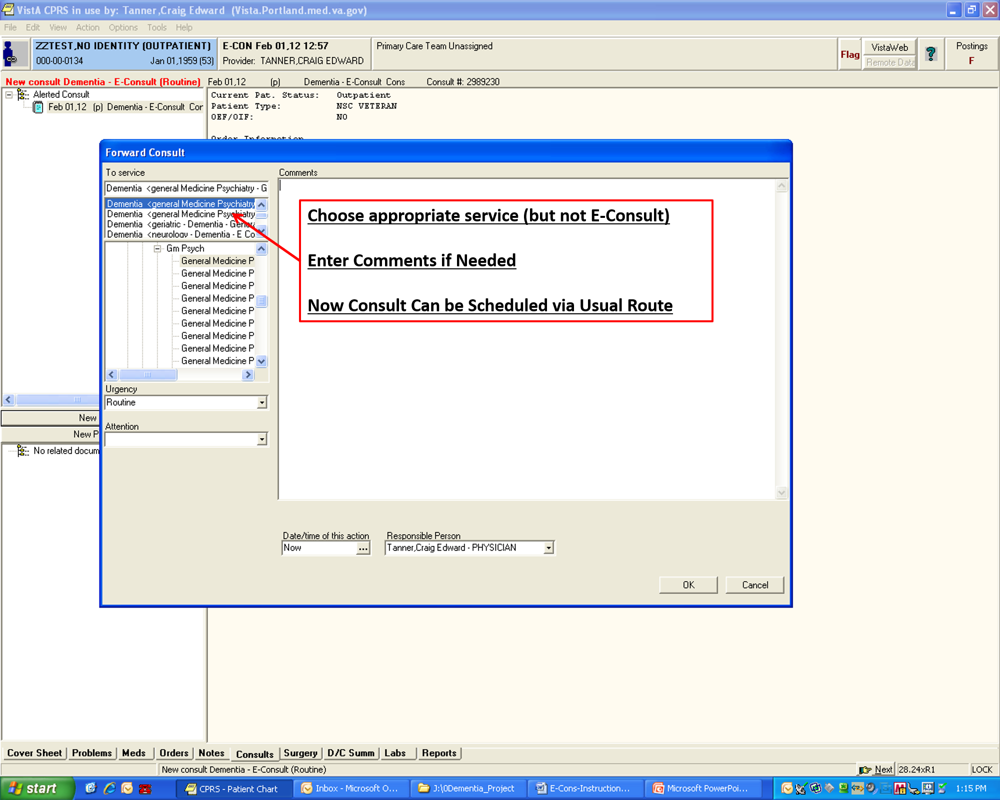 VistA CPRS in use by: Tanner,Craig Edward (Vista.Portland.med.va.gov)
File Edit View Action Options Tools Help
ZZTEST,NO IDENTITY (OUTPATIENT)
000-00-0134 Jan 01,1959 (53)
E-CON Feb 01,12 12:57
Provider: TANNER,CRAIG EDWARD
Primary Care Team Unassigned
Flag
VistaWeb
Remote Data
?
Postings
F
New consult Dementia - E-Consult (Routine) Feb 01,12 (p) Dementia - E-Consult Cons Consult #: 2989230
Alerted Consult
Feb 01,12 (p) Dementia - E-Consult Con
Current Pat. Status: Outpatient
Patient Type: NSC VETERAN
OEF/OIF: NO
Order Information
Forward Consult
To service
Dementia <general Medicine Psychiatry - G
Dementia <general Medicine Psychiatry
Dementia <general Medicine Psychiatry
Dementia <geriatric - Dementia - Genera
Dementia <neurology - Dementia - E Co
Gm Psych
General Medicine P
General Medicine P
General Medicine P
General Medicine P
General Medicine P
General Medicine P
General Medicine P
General Medicine P
General Medicine P
Urgency
Routine
Attention
Comments
Choose appropriate service (but not E-Consult)
Enter Comments if Needed
Now Consult Can be Scheduled via Usual Route
Date/time of this action
Now ...
Responsible Person
Tanner,Craig Edward - PHYSICIAN
OK Cancel
New
New P
No related docum
Cover Sheet Problems Meds Orders Notes Consults Surgery D/C Summ Labs Reports
New consult Dementia - E-Consult (Routine) Next 28.24xR1 LOCK
start CPRS - Patient Chart Inbox - Microsoft O... J:\0Dementia_Project E-Cons-Instruction... Microsoft PowerPoi... 1:15 PM